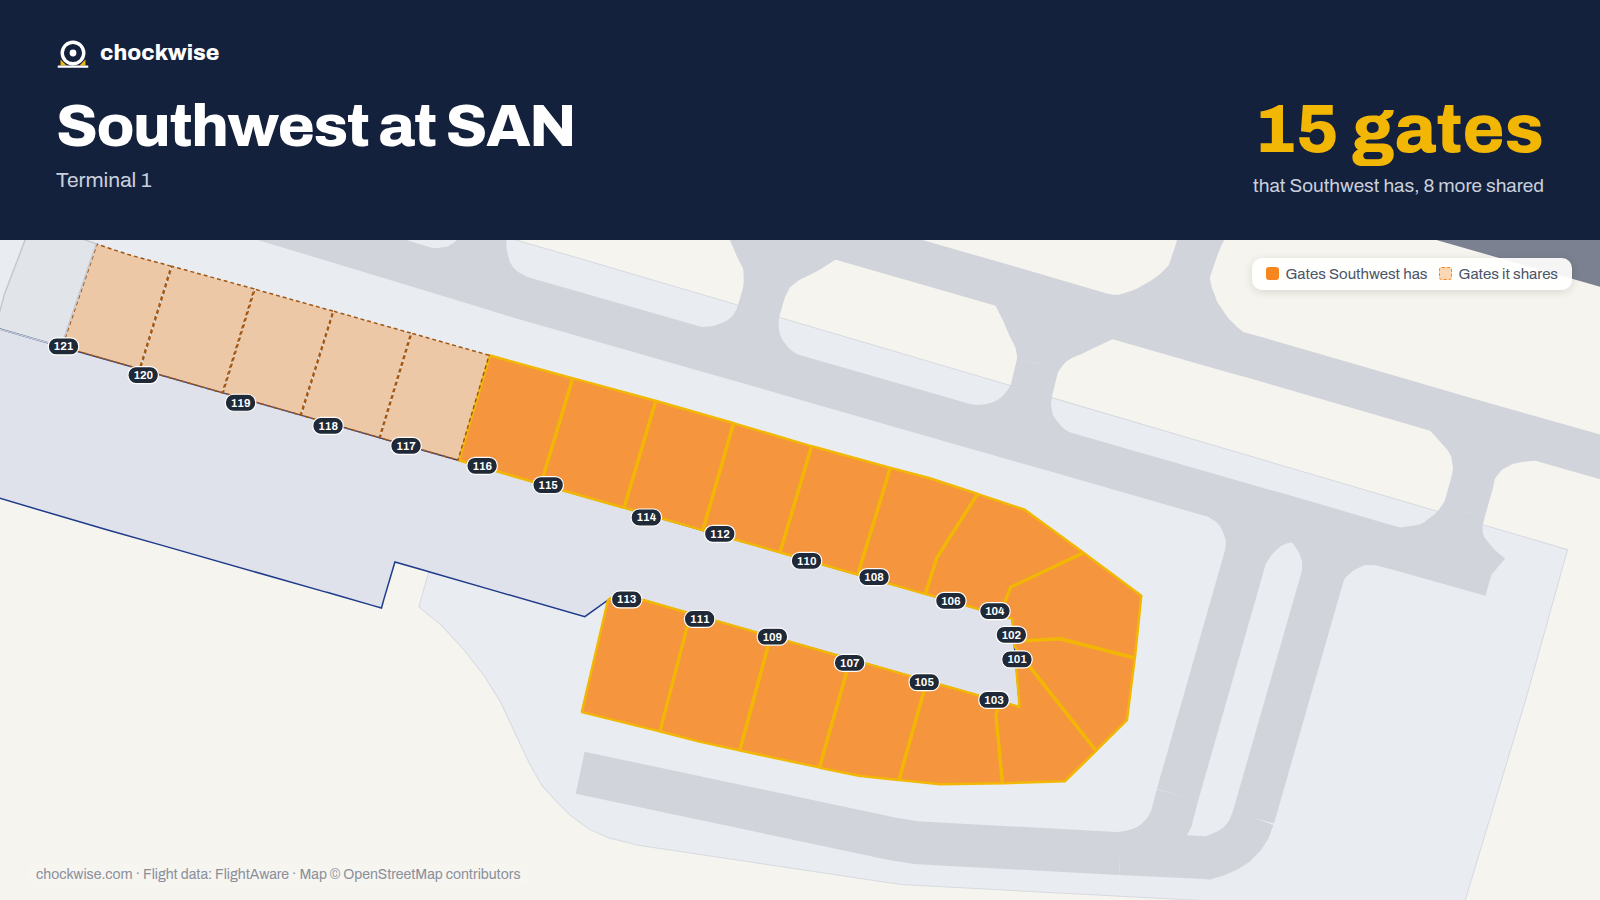 chockwise
Southwest at SAN
Terminal 1
15 gates
that Southwest has, 8 more shared
Gates Southwest has
Gates it shares
121
120
119
118
117
116
115
114
112
110
108
106
104
102
101
113
111
109
107
105
103
chockwise.com · Flight data: FlightAware · Map © OpenStreetMap contributors